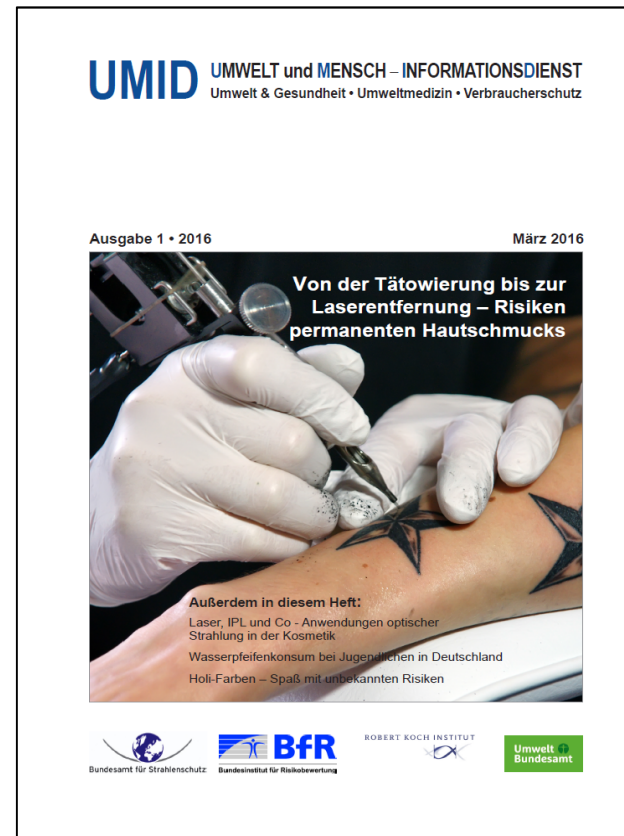 UMID
UMWELT und MENSCH – INFORMATIONSDIENST
Umwelt & Gesundheit • Umweltmedizin • Verbraucherschutz
Ausgabe 1 • 2016
März 2016
Von der Tätowierung bis zur
Laserentfernung – Risiken
permanenten Hautschmucks
Außerdem in diesem Heft:
Laser, IPL und Co - Anwendungen optischer
Strahlung in der Kosmetik
Wasserpfeifenkonsum bei Jugendlichen in Deutschland
Holi-Farben – Spaß mit unbekannten Risiken
Bundesamt für Strahlenschutz
BfR
Bundesinstitut für Risikobewertung
ROBERT KOCH INSTITUT
Umwelt
Bundesamt